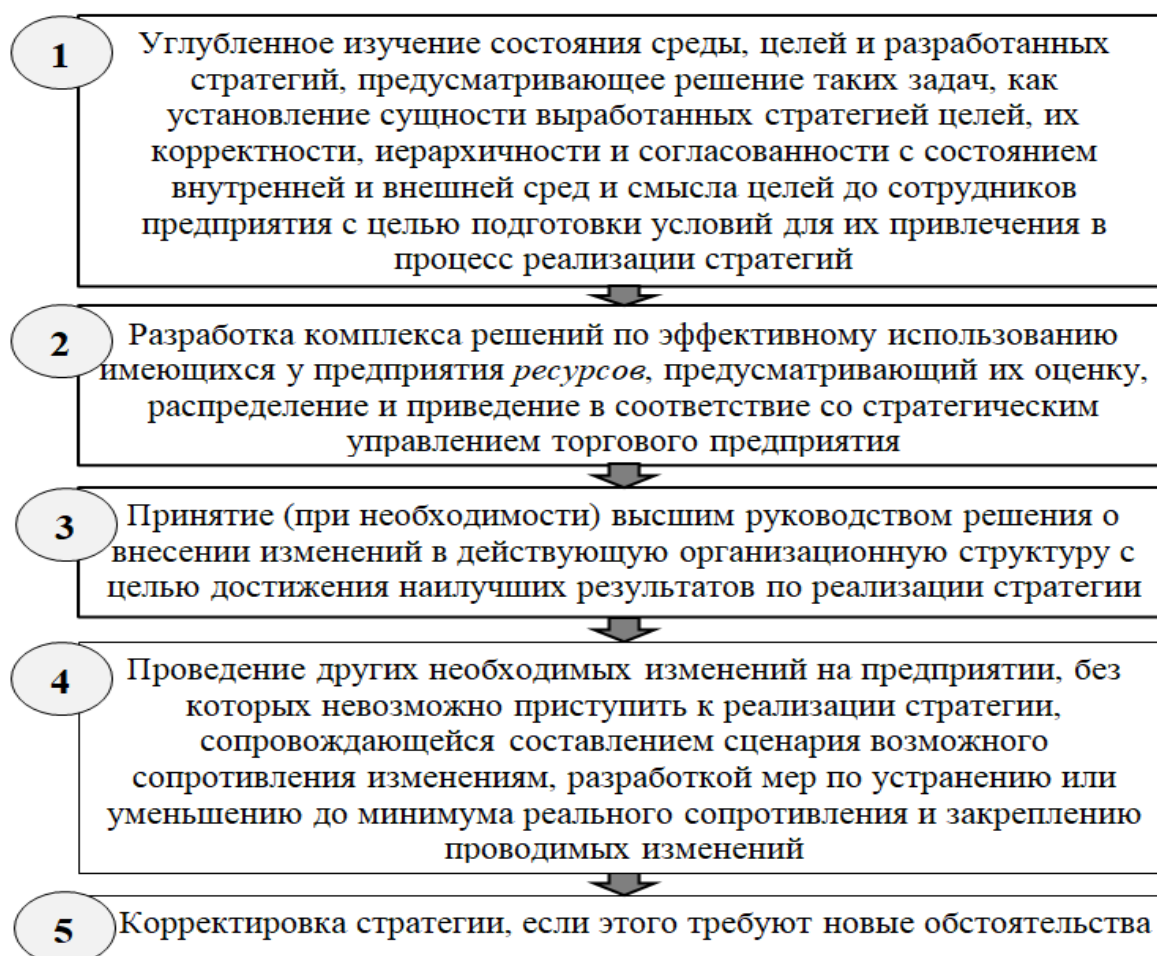 1
Углубленное изучение состояния среды, целей и разработанных
стратегий, предусматривающее решение таких задач, как
установление сущности выработанных стратегией целей, их
корректности, иерархичности и согласованности с состоянием
внутренней и внешней сред и смысла целей до сотрудников
предприятия с целью подготовки условий для их привлечения в
процесс реализации стратегий
2
Разработка комплекса решений по эффективному использованию
имеющихся у предприятия ресурсов, предусматривающий их оценку,
распределение и приведение в соответствие со стратегическим
управлением торгового предприятия
3
Принятие (при необходимости) высшим руководством решения о
внесении изменений в действующую организационную структуру с
целью достижения наилучших результатов по реализации стратегии
4
Проведение других необходимых изменений на предприятии, без
которых невозможно приступить к реализации стратегии,
сопровождающейся составлением сценария возможного
сопротивления изменениям, разработкой мер по устранению или
уменьшению до минимума реального сопротивления и закреплению
проводимых изменений
5
Корректировка стратегии, если этого требуют новые обстоятельства